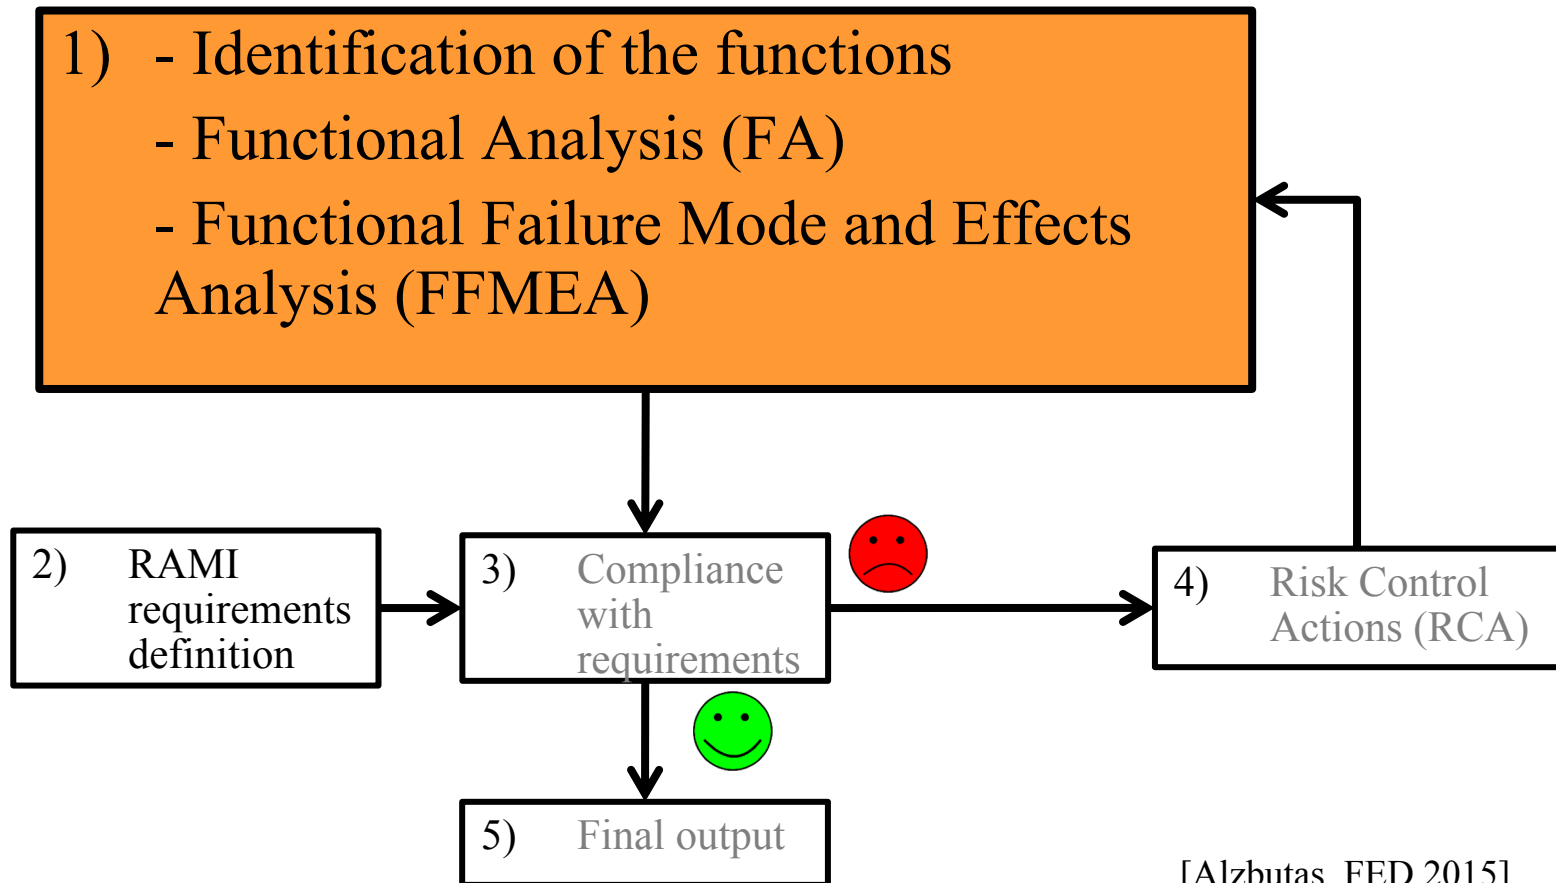 1) - Identification of the functions
- Functional Analysis (FA)
- Functional Failure Mode and Effects
Analysis (FFMEA)
2) RAMI
requirements
definition
3) Compliance
with
requirements
4) Risk Control
Actions (RCA)
5) Final output
[Alzbutas, FED 2015]